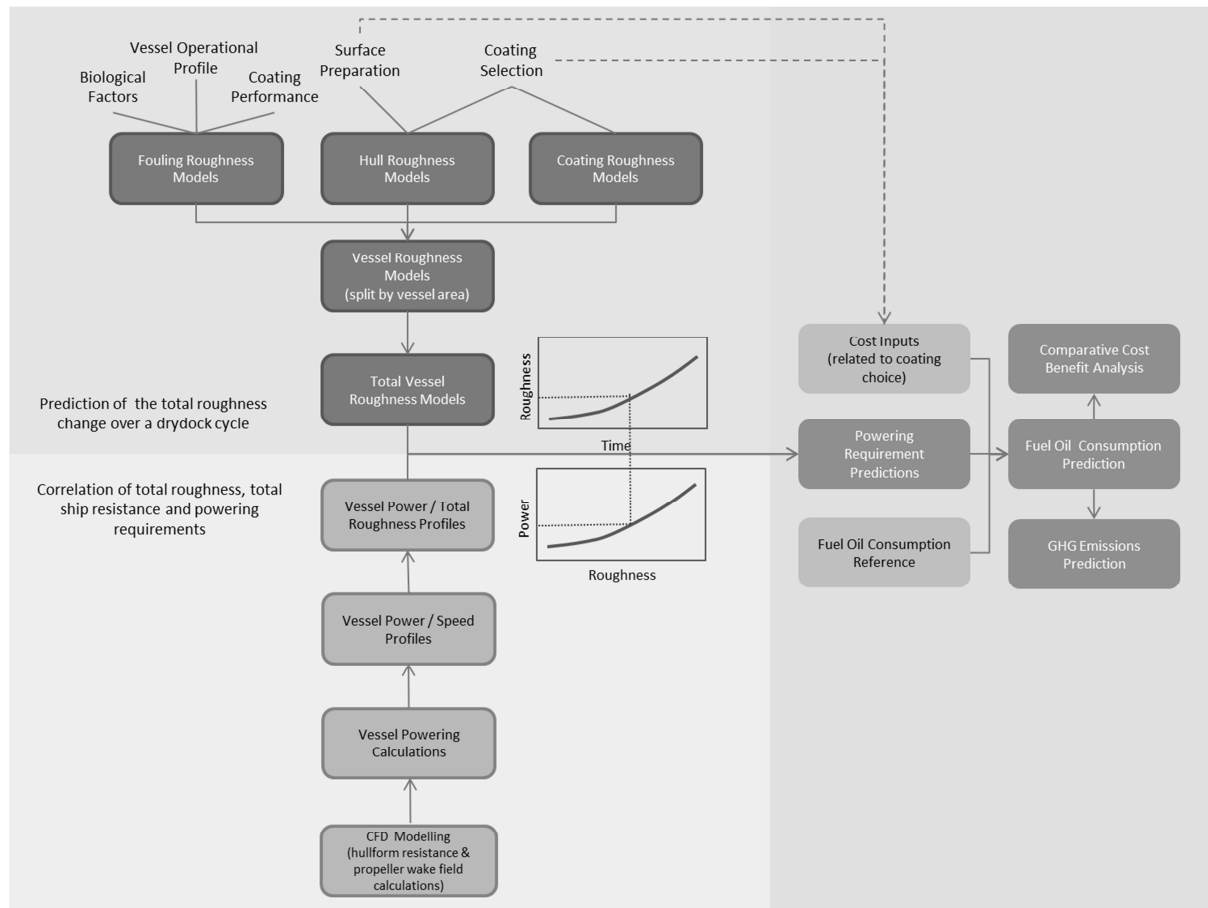 Vessel Operational
Profile
Biological
Factors
Coating
Performance
Surface
Preparation
Coating
Selection
Fouling Roughness
Models
Hull Roughness
Models
Coating Roughness
Models
Vessel Roughness
Models
(split by vessel area)
Total Vessel
Roughness Models
Prediction of the total roughness
change over a drydock cycle
Roughness
Time
Correlation of total roughness, total
ship resistance and powering
requirements
Vessel Power / Total
Roughness Profiles
Power
Roughness
Vessel Power / Speed
Profiles
Vessel Powering
Calculations
CFD Modelling
(hullform resistance &
propeller wake field
calculations)
Cost Inputs
(related to coating
choice)
Powering
Requirement
Predictions
Fuel Oil Consumption
Reference
Comparative Cost
Benefit Analysis
Fuel Oil Consumption
Prediction
GHG Emissions
Prediction